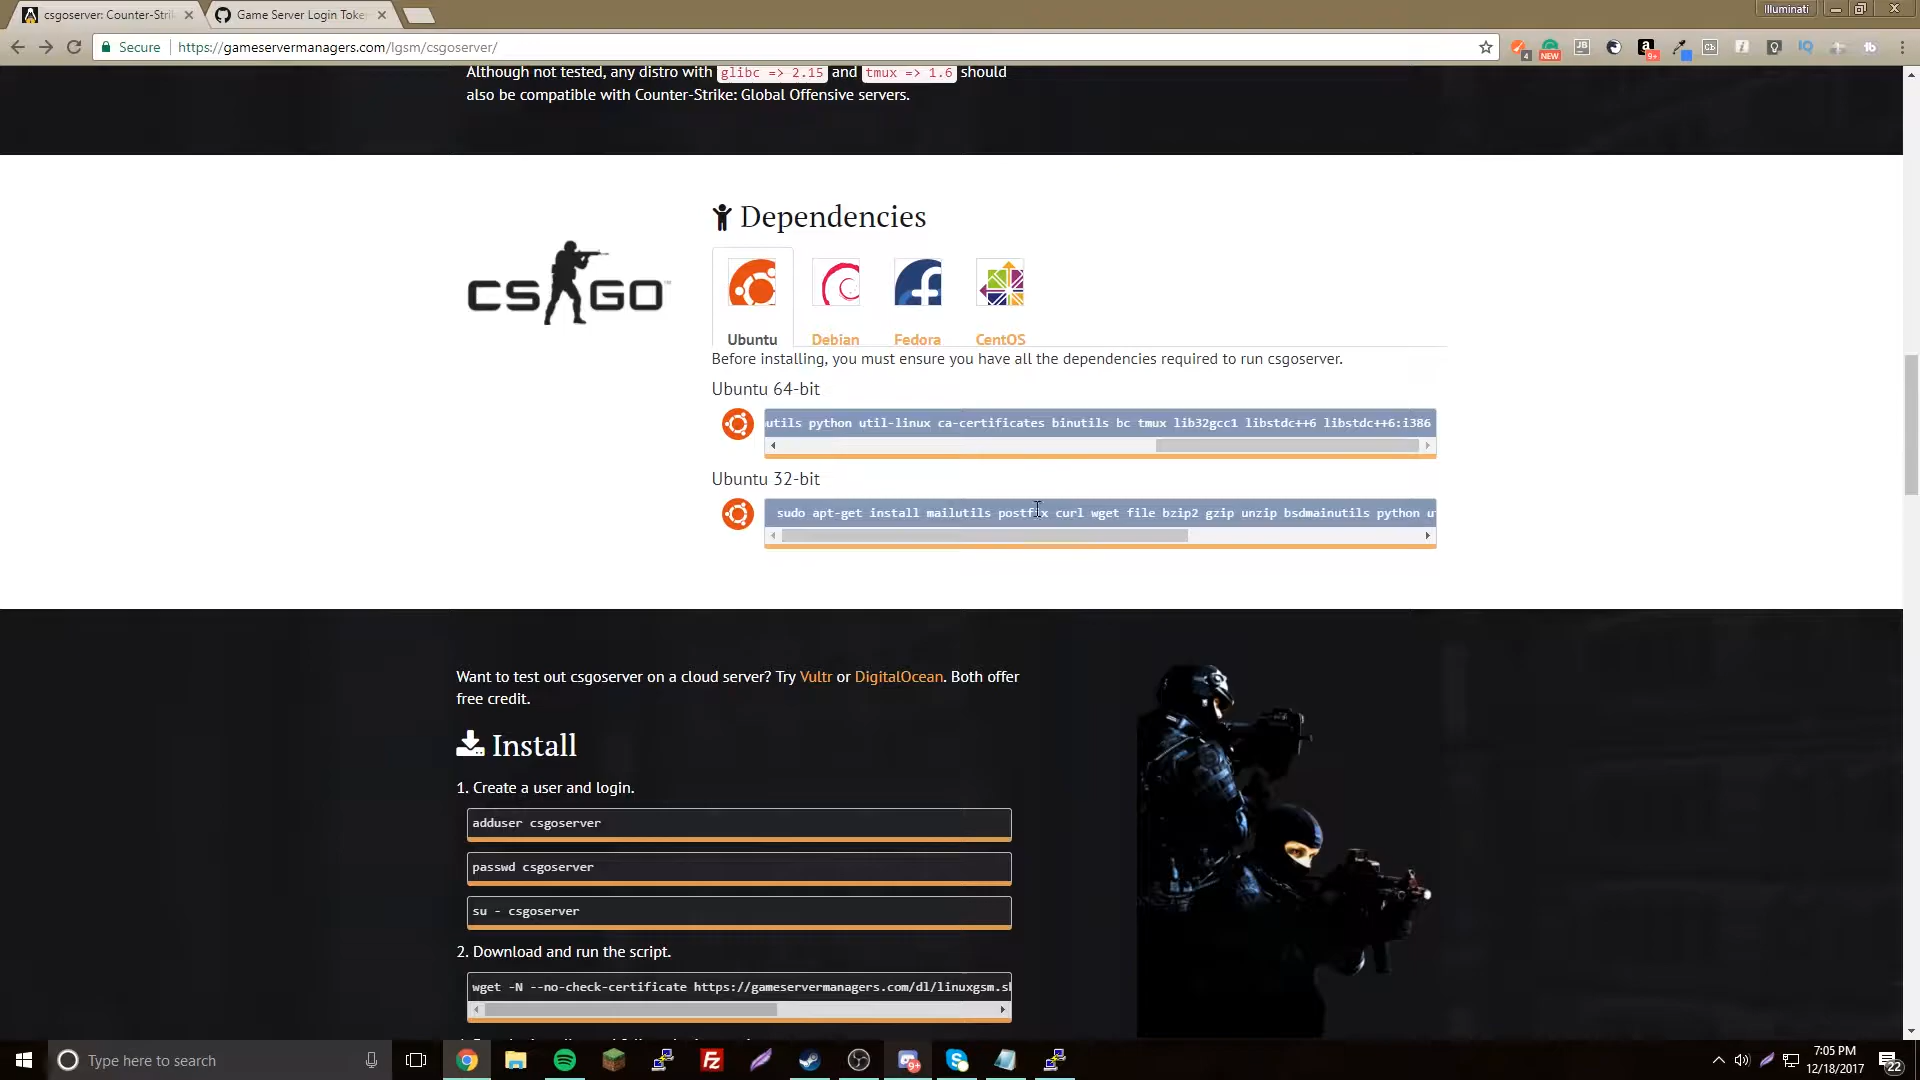 csgoserver: Counter-Stri
Game Server Login Toke
Illuminati
Secure
https://gameservermanagers.com/lgsm/csgoserver/
Although not tested, any distro with glibc => 2.15 and tmux => 1.6 should
also be compatible with Counter-Strike: Global Offensive servers.
Dependencies
CS GO
Ubuntu
Debian
Fedora
CentOS
Before installing, you must ensure you have all the dependencies required to run csgoserver.
Ubuntu 64-bit
utils python util-linux ca-certificates binutils bc tmux lib32gcc1 libstdc++6 libstdc++6:i386
Ubuntu 32-bit
sudo apt-get install mailutils postfix curl wget file bzip2 gzip unzip bsdmainutils python u
Want to test out csgoserver on a cloud server? Try Vultr or DigitalOcean. Both offer
free credit.
Install
1. Create a user and login.
adduser csgoserver
passwd csgoserver
su - csgoserver
2. Download and run the script.
wget -N --no-check-certificate https://gameservermanagers.com/dl/linuxgsm.s
Type here to search
7:05 PM
12/18/2017
22